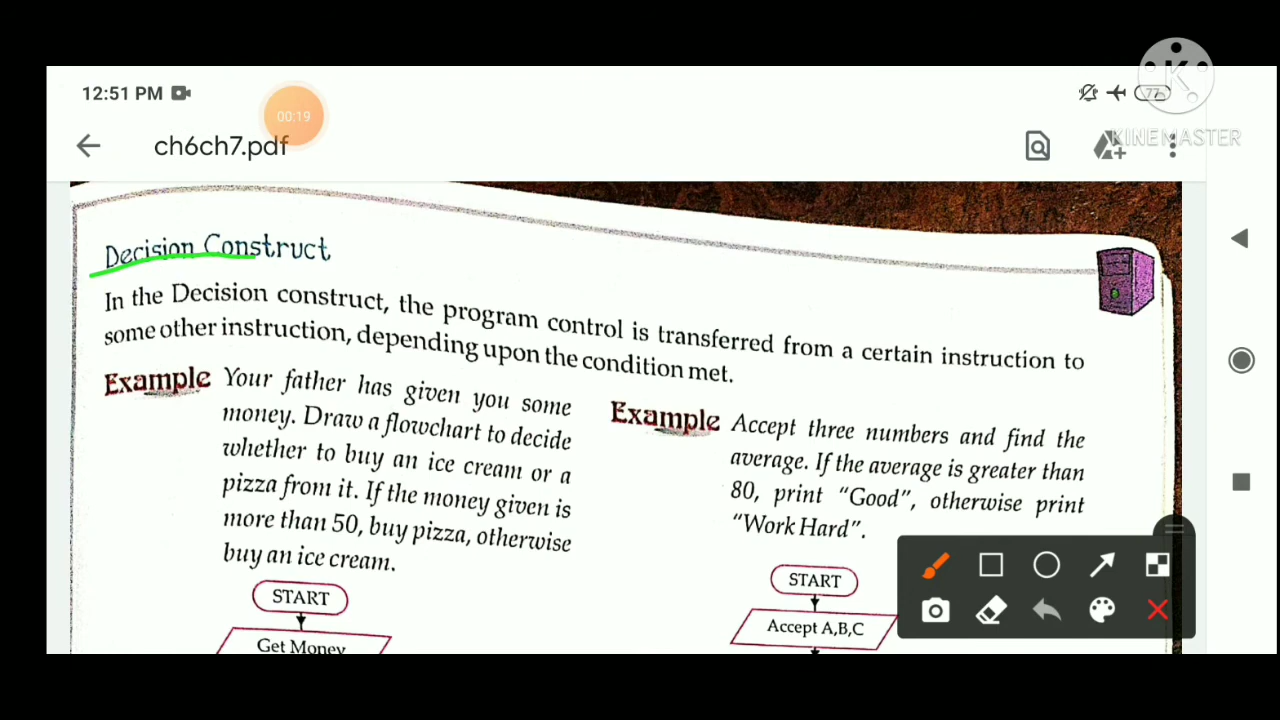 12:51 PM
00:19
77
KINEMASTER
ch6ch7.pdf
Decision Construct
In the Decision construct, the program control is transferred from a certain instruction to
some other instruction, depending upon the condition met.
Example Your father has given you some
money. Draw a flowchart to decide
whether to buy an ice cream or a
pizza from it. If the money given is
more than 50, buy pizza, otherwise
buy an ice cream.
START
Get Money
Example Accept three numbers and find the
average. If the average is greater than
80, print “Good”, otherwise print
“Work Hard”.
START
Accept A,B,C